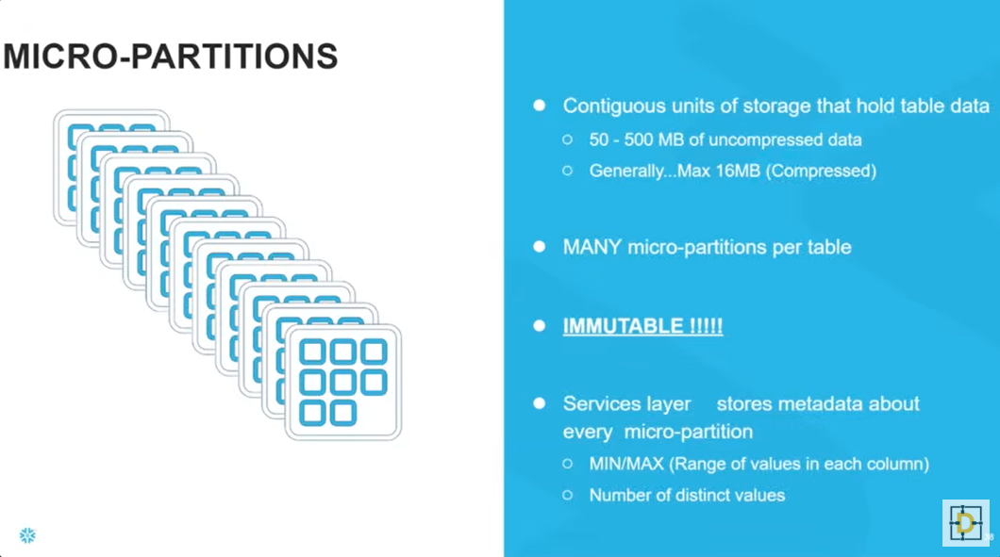 MICRO-PARTITIONS
Contiguous units of storage that hold table data
50 - 500 MB of uncompressed data
Generally...Max 16MB (Compressed)
MANY micro-partitions per table
IMMUTABLE !!!!!
Services layer stores metadata about
every micro-partition
MIN/MAX (Range of values in each column)
Number of distinct values
D